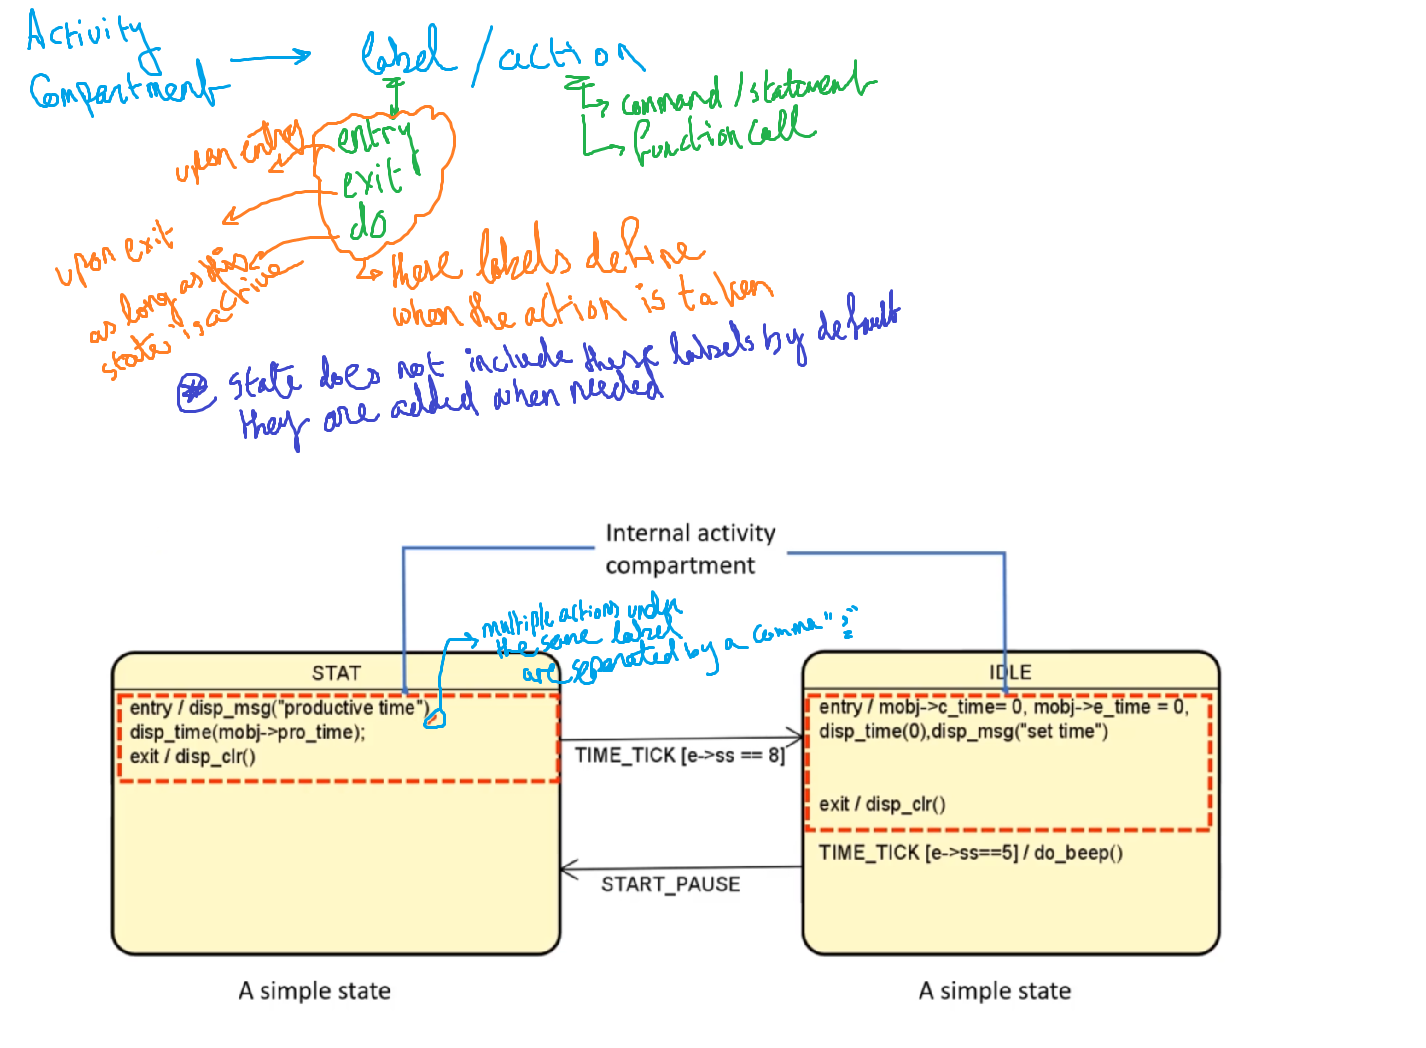 Activity
Compartment
label / action
command / statement
function call
entry
exit
do
upon entry
upon exit
as long as this
state is active
these labels define
when the action is taken
* state does not include these labels by default
they are added when needed
Internal activity
compartment
multiple actions under
the same label
are seperated by a comma ","
STAT
entry / disp_msg("productive time"),
disp_time(mobj->pro_time);
exit / disp_clr()
TIME_TICK [e->ss == 8]
START_PAUSE
IDLE
entry / mobj->c_time= 0, mobj->e_time = 0,
disp_time(0),disp_msg("set time")
exit / disp_clr()
TIME_TICK [e->ss==5] / do_beep()
A simple state
A simple state